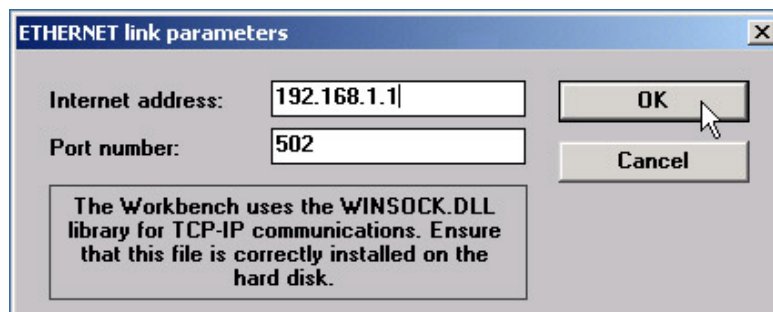 ETHERNET link parameters
Internet address: 192.168.1.1 OK
Port number: 502
Cancel
The Workbench uses the WINSOCK.DLL
library for TCP-IP communications. Ensure
that this file is correctly installed on the
hard disk.